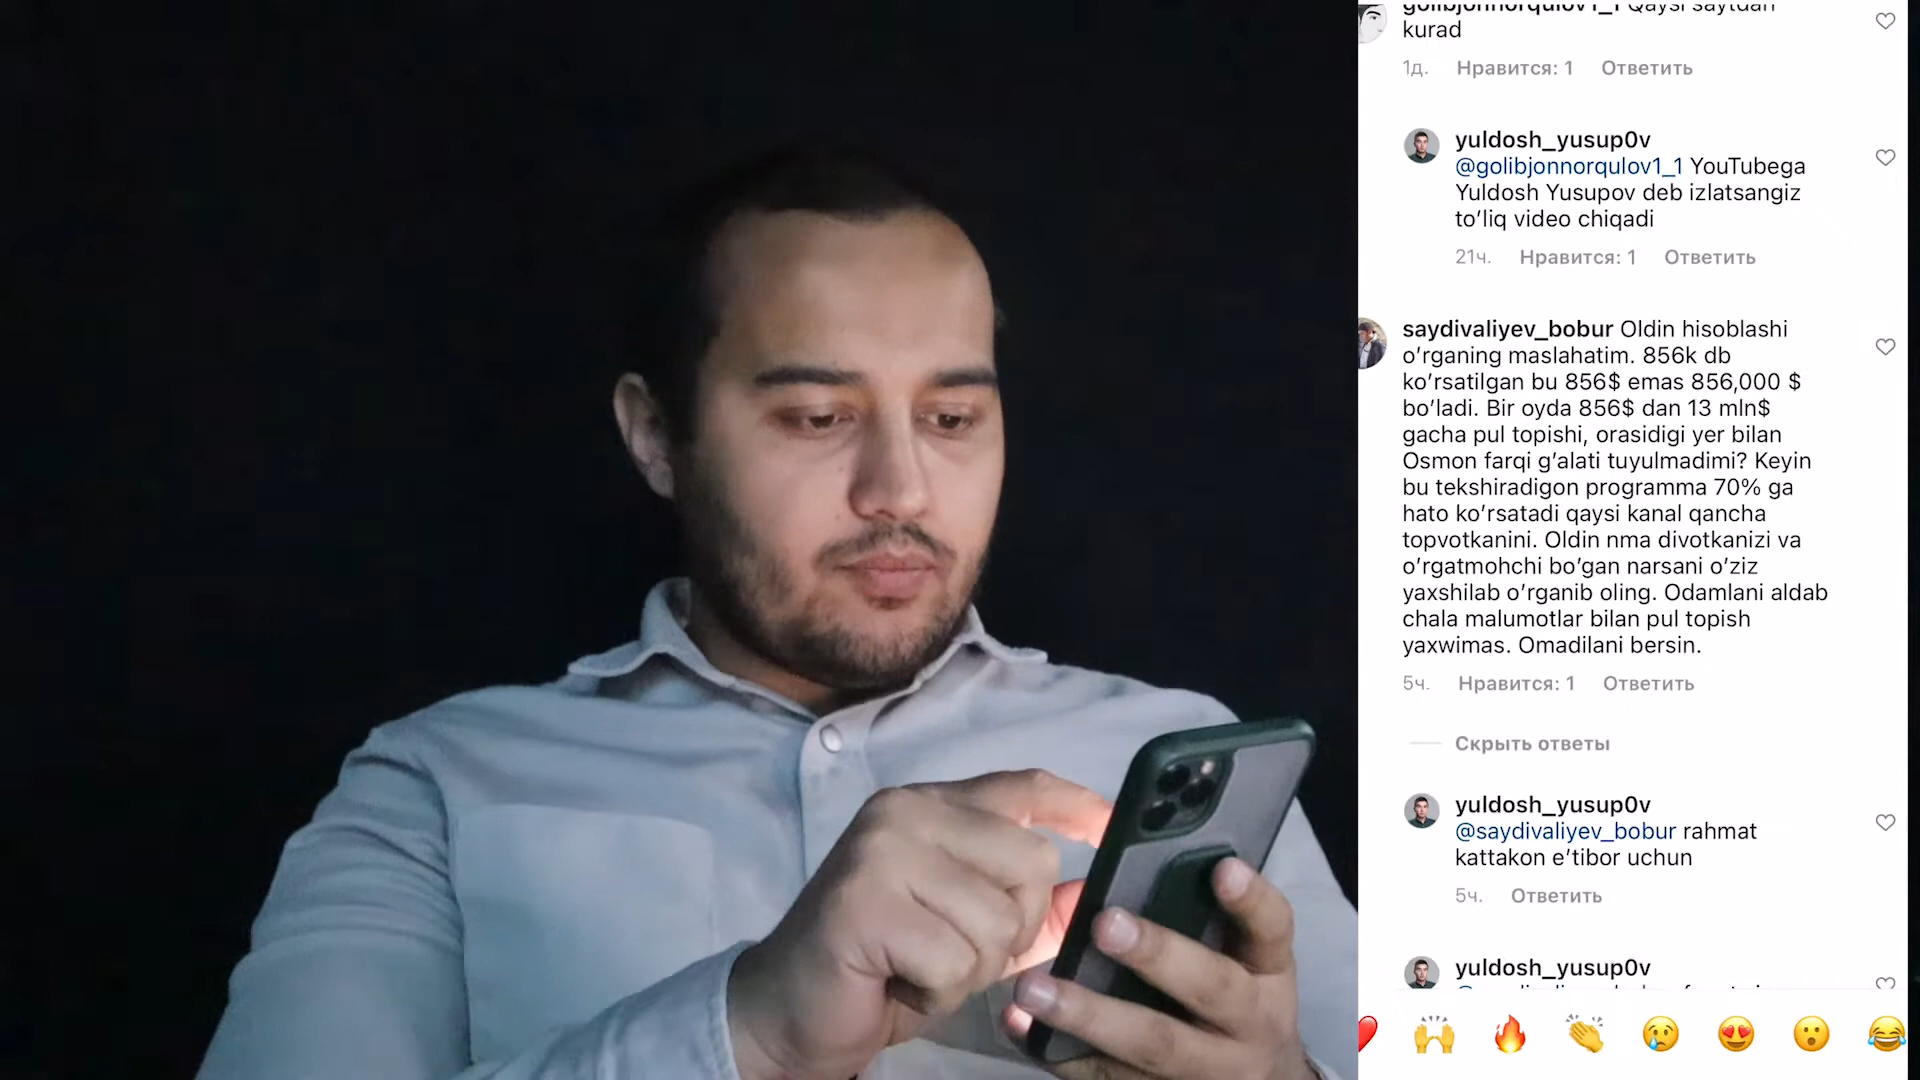 golibjonnorqulov1_1 Qaysi saytdan
kurad
1д. Нравится: 1 Ответить
yuldosh_yusup0v
@golibjonnorqulov1_1 YouTubega
Yuldosh Yusupov deb izlatsangiz
to‘liq video chiqadi
21ч. Нравится: 1 Ответить
saydivaliyev_bobur Oldin hisoblashi
o‘rganing maslahatim. 856k db
ko‘rsatilgan bu 856$ emas 856,000 $
bo‘ladi. Bir oyda 856$ dan 13 mln$
gacha pul topishi, orasidigi yer bilan
Osmon farqi g‘alati tuyulmadimi? Keyin
bu tekshiradigon programma 70% ga
hato ko‘rsatadi qaysi kanal qancha
topvotkanini. Oldin nma divotkanizi va
o‘rgatmohchi bo‘gan narsani o‘ziz
yaxshilab o‘rganib oling. Odamlani aldab
chala malumotlar bilan pul topish
yaxwimas. Omadilani bersin.
5ч. Нравится: 1 Ответить
Скрыть ответы
yuldosh_yusup0v
@saydivaliyev_bobur rahmat
kattakon e’tibor uchun
5ч. Ответить
yuldosh_yusup0v